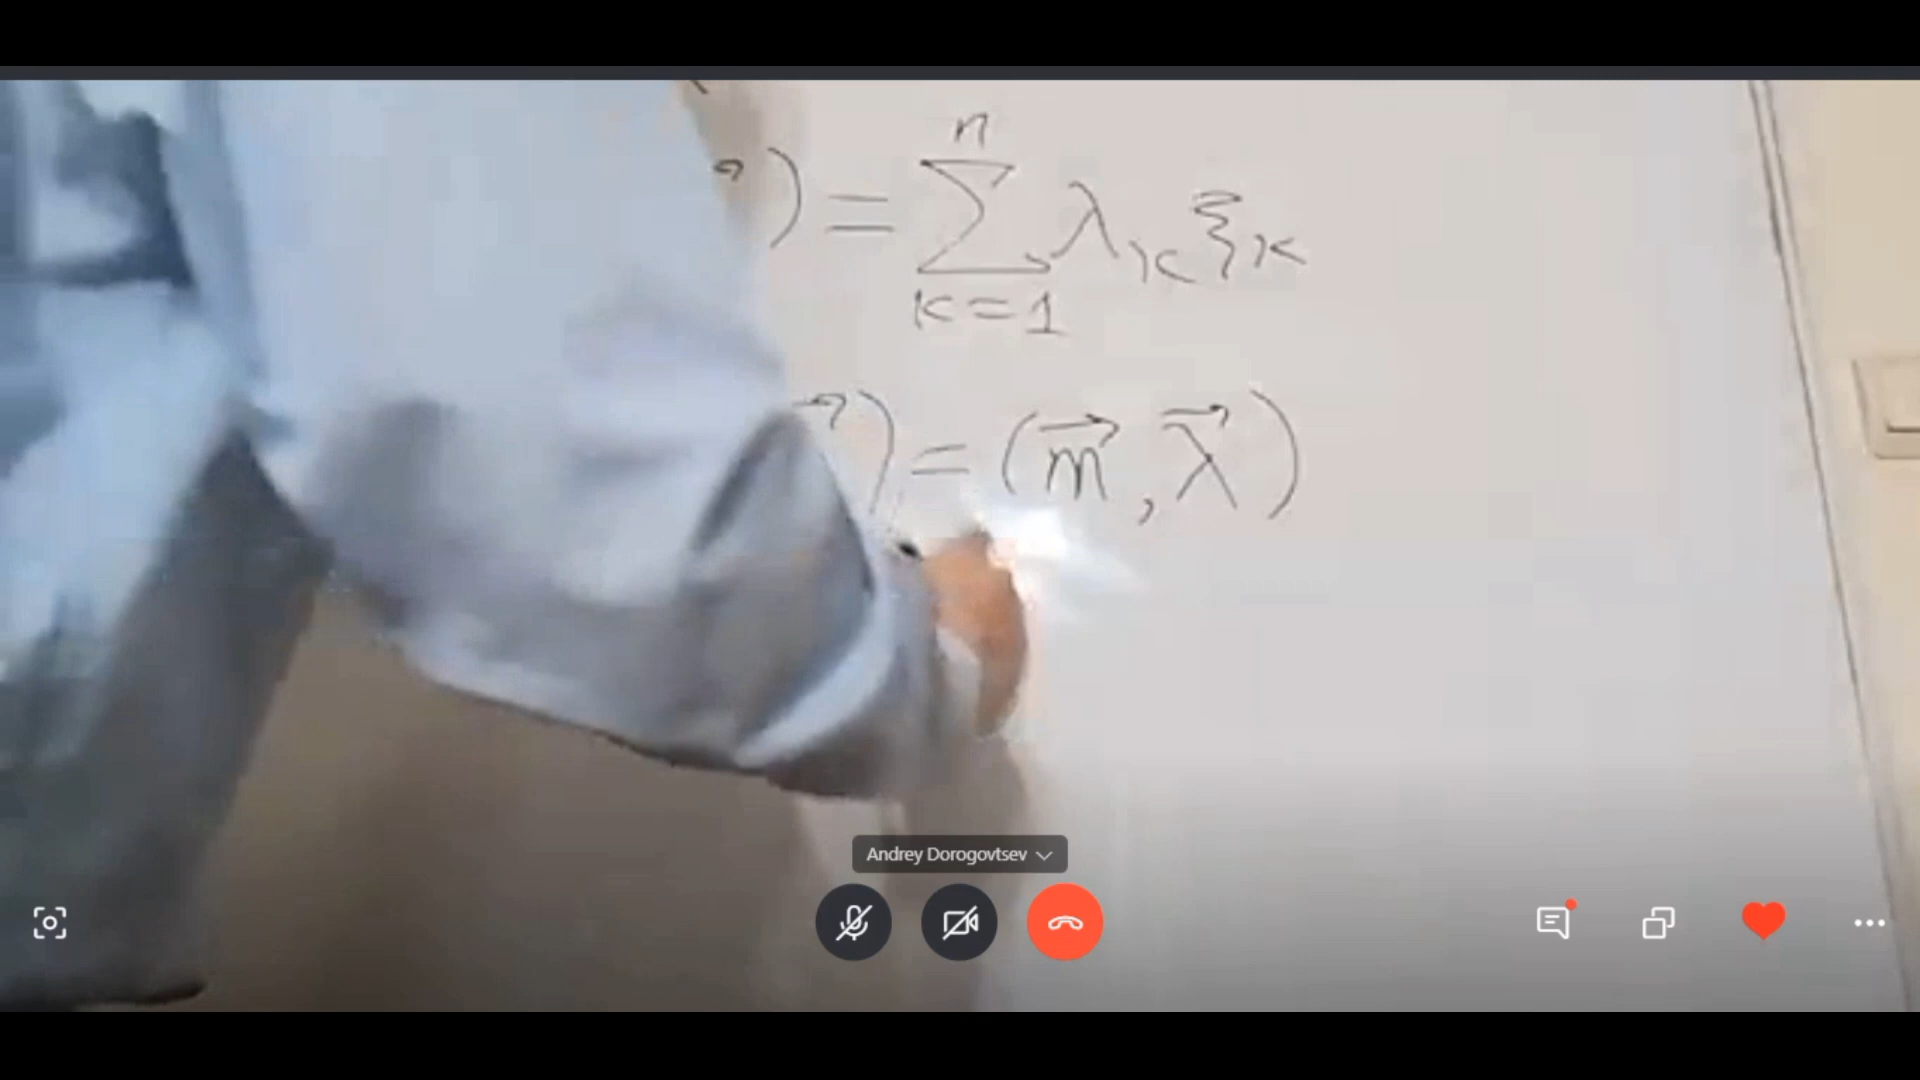 n
⃗ ) = ∑ λ_k ξ_k
k=1
⃗ ) = (m⃗, λ⃗)
Andrey Dorogovtsev